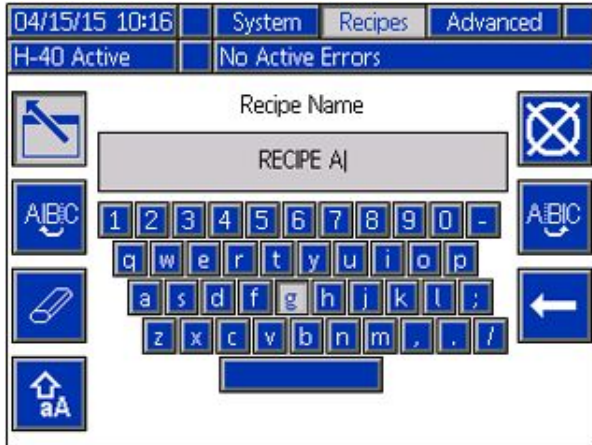 04/15/15 10:16 System Recipes Advanced
H-40 Active No Active Errors
Recipe Name
RECIPE A
ABC 1 2 3 4 5 6 7 8 9 0 - ABC
q w e r t y u i o p
a s d f g h j k l ;
z x c v b n m , . /
aA